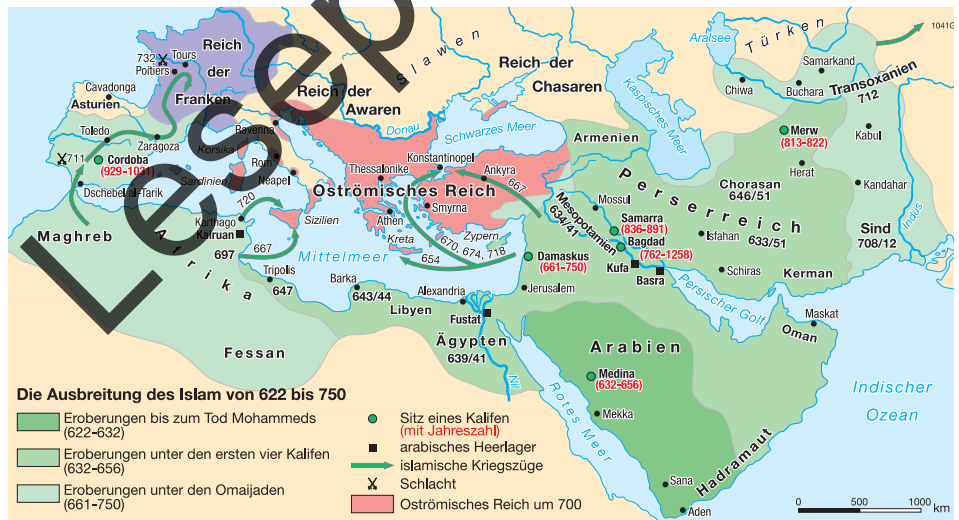 1041G
Aralsee
Türken
732
Tours
Poitiers
Reich
der
Franken
Slawen
Reich der
Chasaren
Samarkand
Chiwa
Buchara
Transoxanien
712
Cavadonga
Asturien
Reich der
Awaren
Kaspisches Meer
Donau
Schwarzes Meer
Armenien
Merw
(813-822)
Kabul
Toledo
Zaragoza
Ravenna
Korsika
711
Cordoba
(929-1031)
Rom
Konstantinopel
Herat
Sardinien
Neapel
Thessalonike
Ankyra
667
Chorasan
646/51
Kandahar
Dschebel al-Tarik
Oströmisches Reich
Mossul
Perserreich
633/51
Indus
720
Smyrna
Mesopotamien
634/41
Samarra
(836-891)
Karthago
Kairuan
Sizilien
Athen
Bagdad
(762-1258)
Isfahan
Sind
708/12
Maghreb
Afrika
Kreta
Zypern
670, 674, 718
697
667
Mittelmeer
654
Damaskus
(661-750)
Kufa
Basra
Schiras
Kerman
Tripolis
647
Barka
643/44
Alexandria
Jerusalem
Persischer Golf
Libyen
Fustat
Maskat
Oman
Fessan
Ägypten
639/41
Arabien
Nil
Medina
(632-656)
Mekka
Rotes Meer
Indischer
Ozean
Hadramaut
Sana
Aden
Die Ausbreitung des Islam von 622 bis 750
Eroberungen bis zum Tod Mohammeds
(622-632)
Eroberungen unter den ersten vier Kalifen
(632-656)
Eroberungen unter den Omaijaden
(661-750)
Sitz eines Kalifen
(mit Jahreszahl)
arabisches Heerlager
islamische Kriegszüge
Schlacht
Oströmisches Reich um 700
0 500 1000 km
Lesep